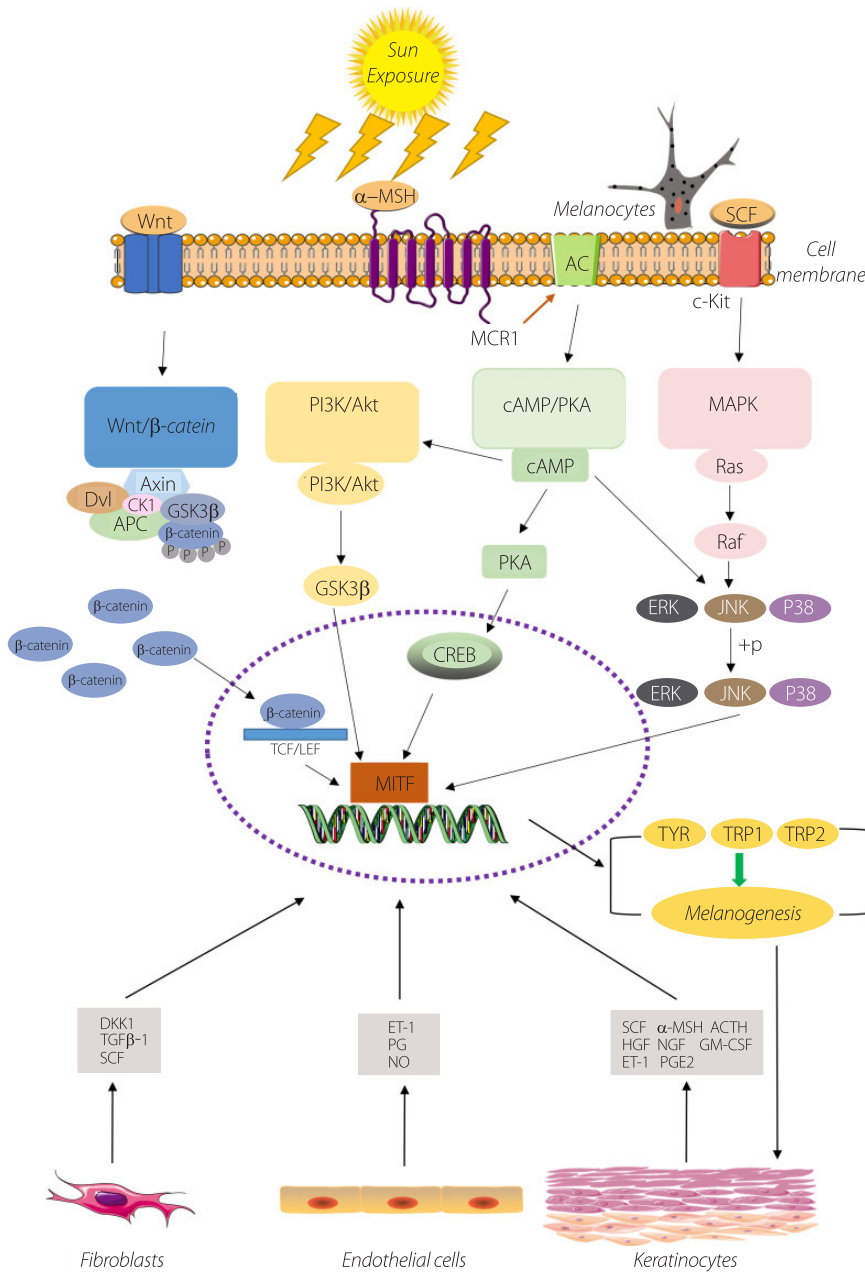 Sun
Exposure
α–MSH
Melanocytes
Wnt
SCF
AC
Cell
membrane
c-Kit
MCR1
Wnt/β-catein
PI3K/Akt
cAMP/PKA
MAPK
Axin
Dvl
CK1
GSK3β
APC
β-catenin
P
P
P
P
PI3K/Akt
cAMP
Ras
Raf
PKA
GSK3β
ERK
JNK
P38
+p
ERK
JNK
P38
β-catenin
β-catenin
β-catenin
β-catenin
CREB
β-catenin
TCF/LEF
MITF
TYR
TRP1
TRP2
Melanogenesis
DKK1
TGFβ-1
SCF
ET-1
PG
NO
SCF α-MSH ACTH
HGF NGF GM-CSF
ET-1 PGE2
Fibroblasts
Endothelial cells
Keratinocytes